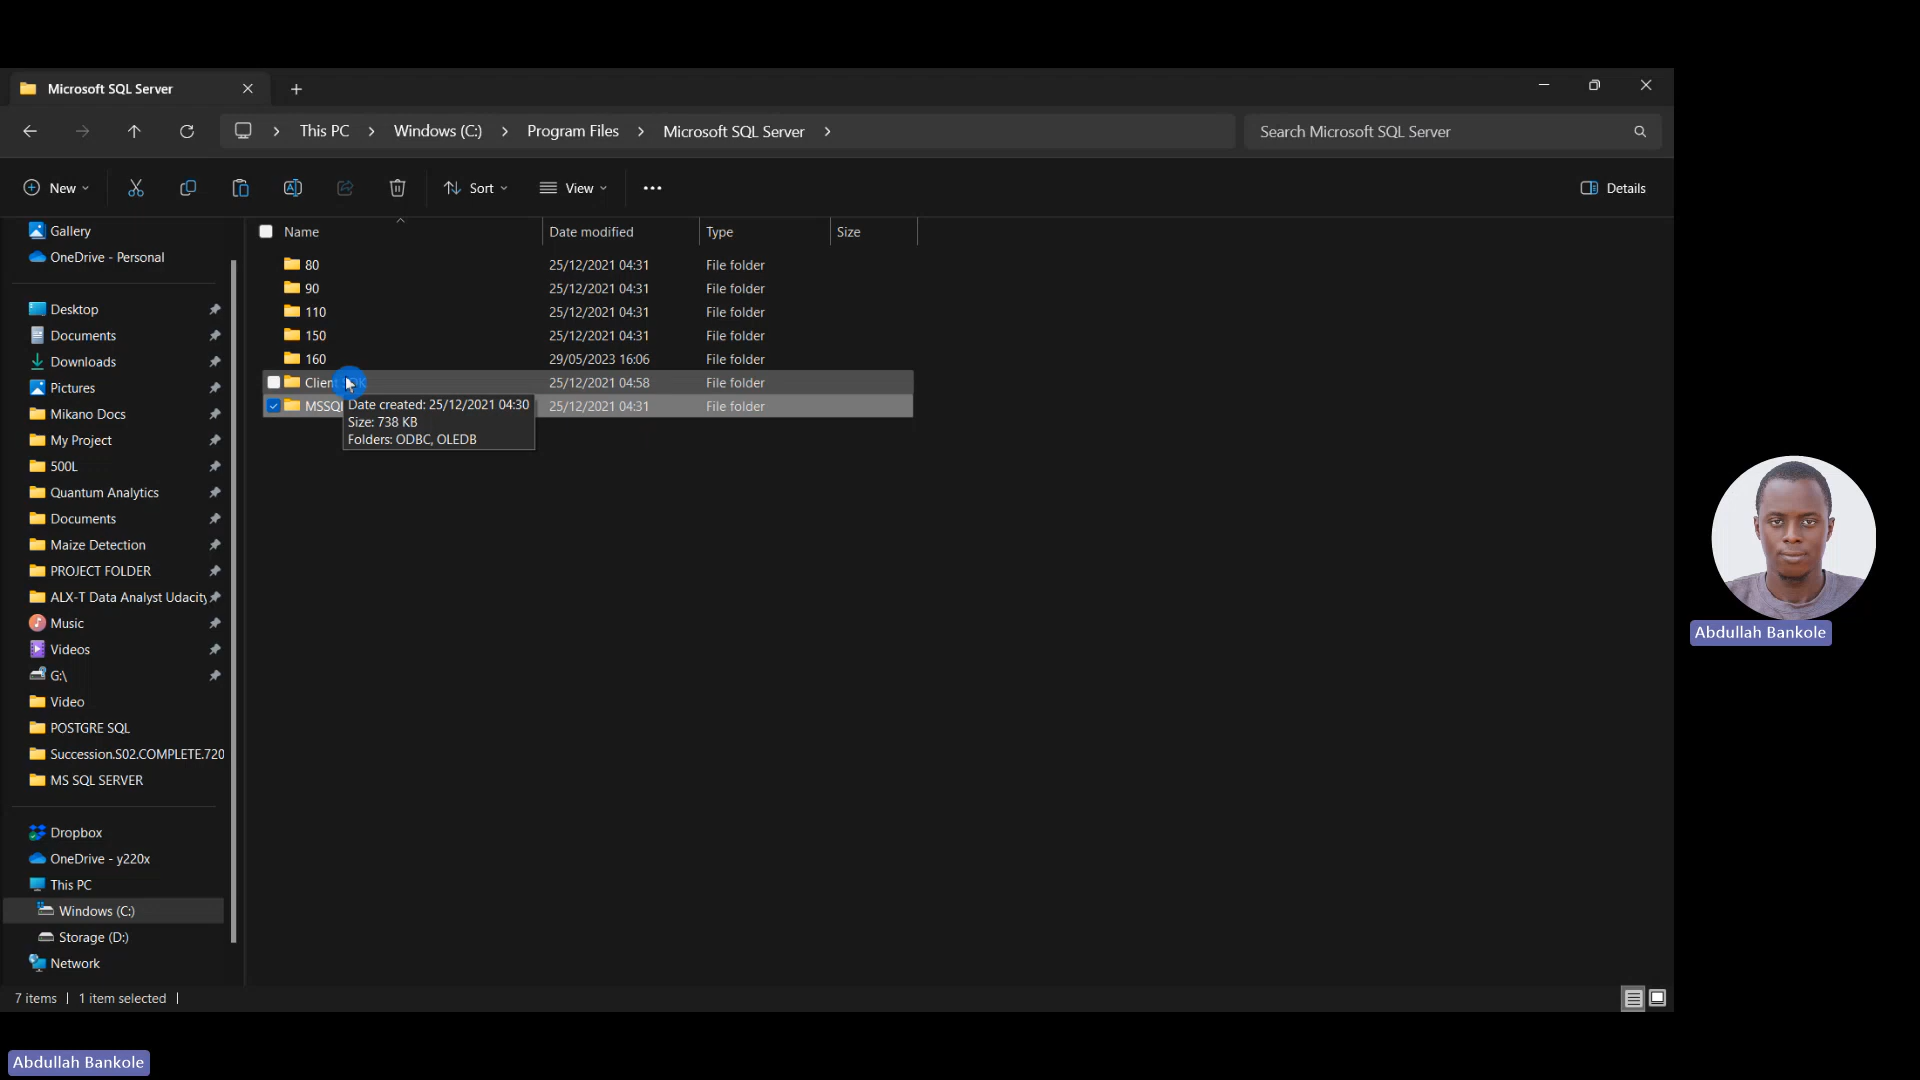 Microsoft SQL Server
This PC > Windows (C:) > Program Files > Microsoft SQL Server >
Search Microsoft SQL Server
New
Sort
View
Details
Gallery
OneDrive - Personal
Desktop
Documents
Downloads
Pictures
Mikano Docs
My Project
500L
Quantum Analytics
Documents
Maize Detection
PROJECT FOLDER
ALX-T Data Analyst Udacity
Music
Videos
G:\
Video
POSTGRE SQL
Succession.S02.COMPLETE.720
MS SQL SERVER
Dropbox
OneDrive - y220x
This PC
Windows (C:)
Storage (D:)
Network
Name Date modified Type Size
80 25/12/2021 04:31 File folder
90 25/12/2021 04:31 File folder
110 25/12/2021 04:31 File folder
150 25/12/2021 04:31 File folder
160 29/05/2023 16:06 File folder
Client SDK 25/12/2021 04:58 File folder
MSSQL 25/12/2021 04:31 File folder
Date created: 25/12/2021 04:30
Size: 738 KB
Folders: ODBC, OLEDB
7 items | 1 item selected |
Abdullah Bankole
Abdullah Bankole